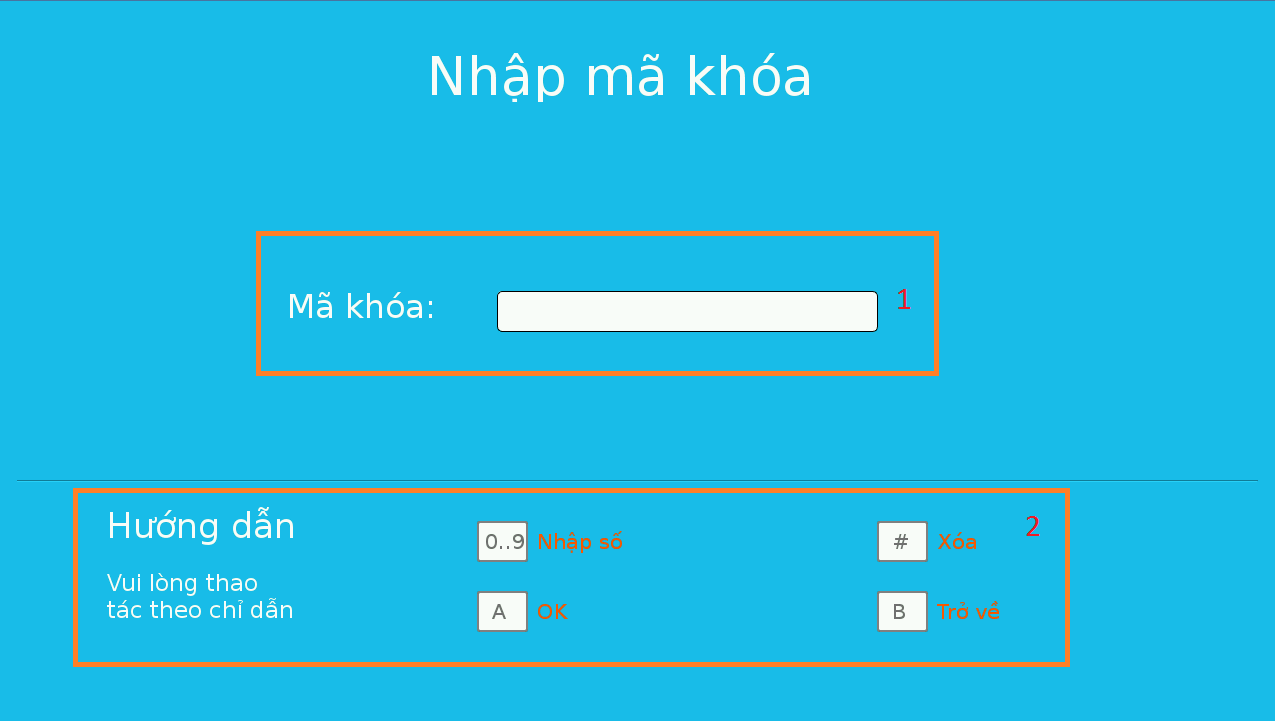 Nhập mã khóa
Mã khóa:
1
Hướng dẫn
2
0..9 Nhập số
# Xóa
Vui lòng thao
tác theo chỉ dẫn
A OK
B Trở về